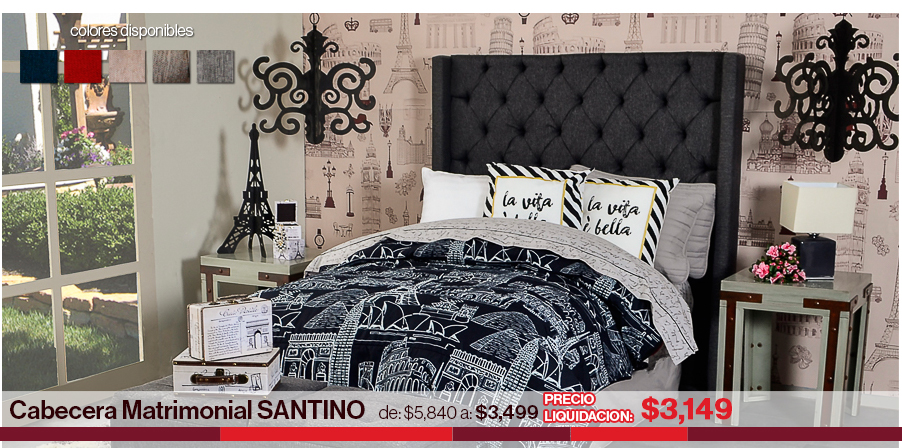 colores disponibles
la vita
è bella
la vita
è bella
Cabecera Matrimonial SANTINO de: $5,840 a: $3,499 PRECIO LIQUIDACION: $3,149